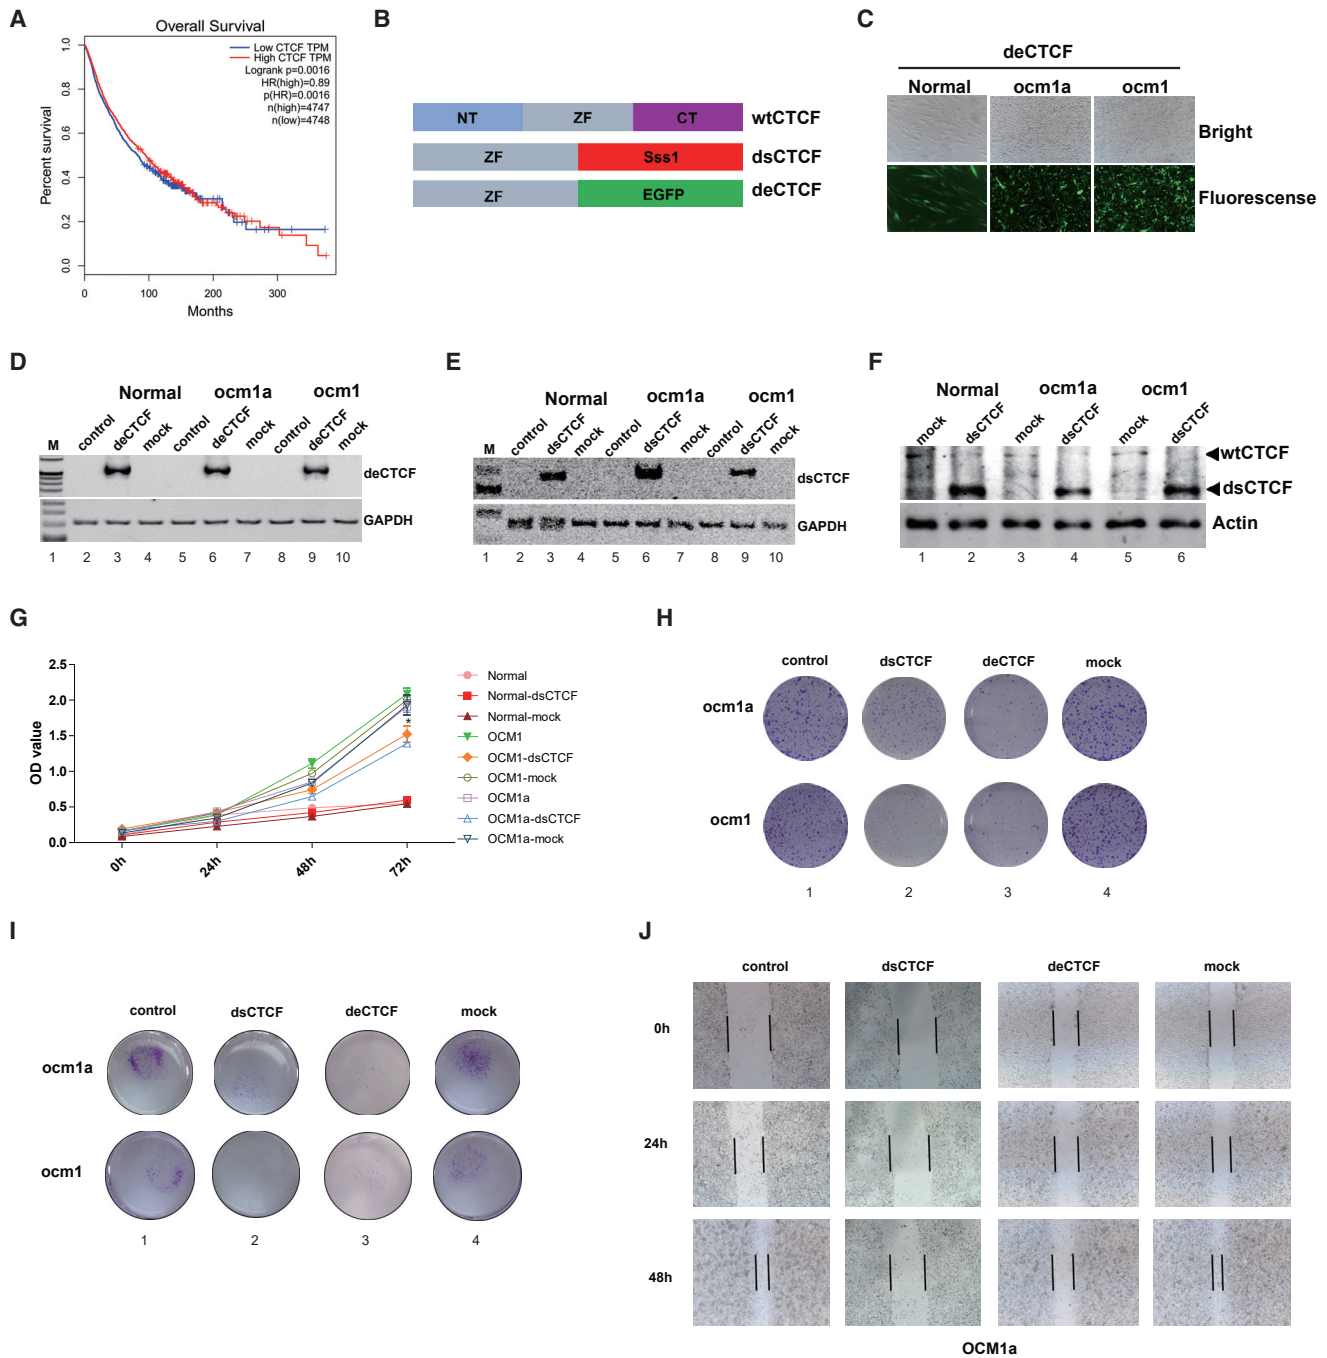 A
Overall Survival
Low CTCF TPM
High CTCF TPM
Logrank p=0.0016
HR(high)=0.89
p(HR)=0.0016
n(high)=4747
n(low)=4748
Percent survival
1.0
0.8
0.6
0.4
0.2
0.0
0 100 200 300
Months
B
NT ZF CT wtCTCF
ZF Sss1 dsCTCF
ZF EGFP deCTCF
C
deCTCF
Normal ocm1a ocm1
Bright
Fluorescense
D
Normal ocm1a ocm1
M control deCTCF mock control deCTCF mock control deCTCF mock
deCTCF
GAPDH
1 2 3 4 5 6 7 8 9 10
E
Normal ocm1a ocm1
M control dsCTCF mock control dsCTCF mock control dsCTCF mock
dsCTCF
GAPDH
1 2 3 4 5 6 7 8 9 10
F
Normal ocm1a ocm1
mock dsCTCF mock dsCTCF mock dsCTCF
wtCTCF
dsCTCF
Actin
1 2 3 4 5 6
G
OD value
2.5
2.0
1.5
1.0
0.5
0.0
0h 24h 48h 72h
*
Normal
Normal-dsCTCF
Normal-mock
OCM1
OCM1-dsCTCF
OCM1-mock
OCM1a
OCM1a-dsCTCF
OCM1a-mock
H
control dsCTCF deCTCF mock
ocm1a
ocm1
1 2 3 4
I
control dsCTCF deCTCF mock
ocm1a
ocm1
1 2 3 4
J
control dsCTCF deCTCF mock
0h
24h
48h
OCM1a